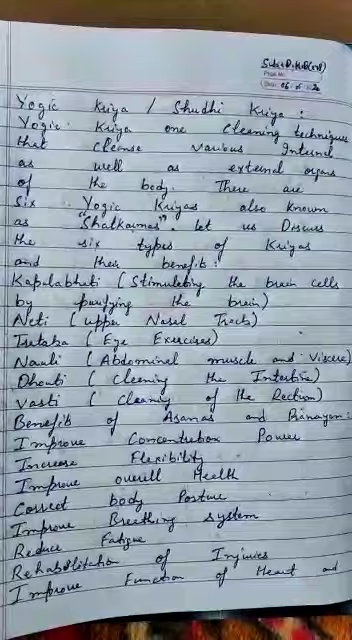 Date: 06
Yogic Kriya / Shudhi Kriya :
Yogic Kriya one cleaning techniques
that cleanse various Internal
as well as external organs
of the body. There are
Six Yogic Kriyas also known
as "Shatkarmas". let us Discuss
the six types of Kriyas
and their benefits:
Kapalabhati (Stimulating the brain cells
by purifying the brain)
Neti (upper Nasal Tract)
Trataka (Eye Exercises)
Nauli (Abdominal muscle and Viscera)
Dhauti (Cleaning the Intestine)
Vasti (Cleaning of the Rectum)
Benefits of Asanas and Pranayam:
Improve Concentration Power
Increase Flexibility
Improve overall Health
Correct body Posture
Improve Breathing system
Reduce Fatigue
Rehabilitation of Injuries
Improve Function of Heart and